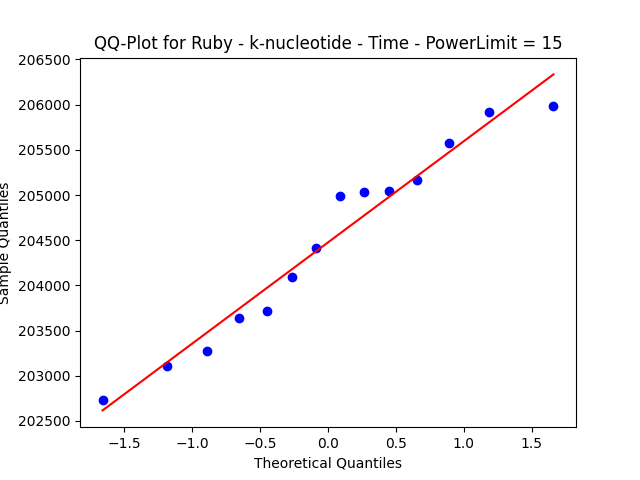 QQ-Plot for Ruby - k-nucleotide - Time - PowerLimit = 15
206500
206000
205500
205000
204500
204000
203500
203000
202500
Sample Quantiles
−1.5 −1.0 −0.5 0.0 0.5 1.0 1.5
Theoretical Quantiles